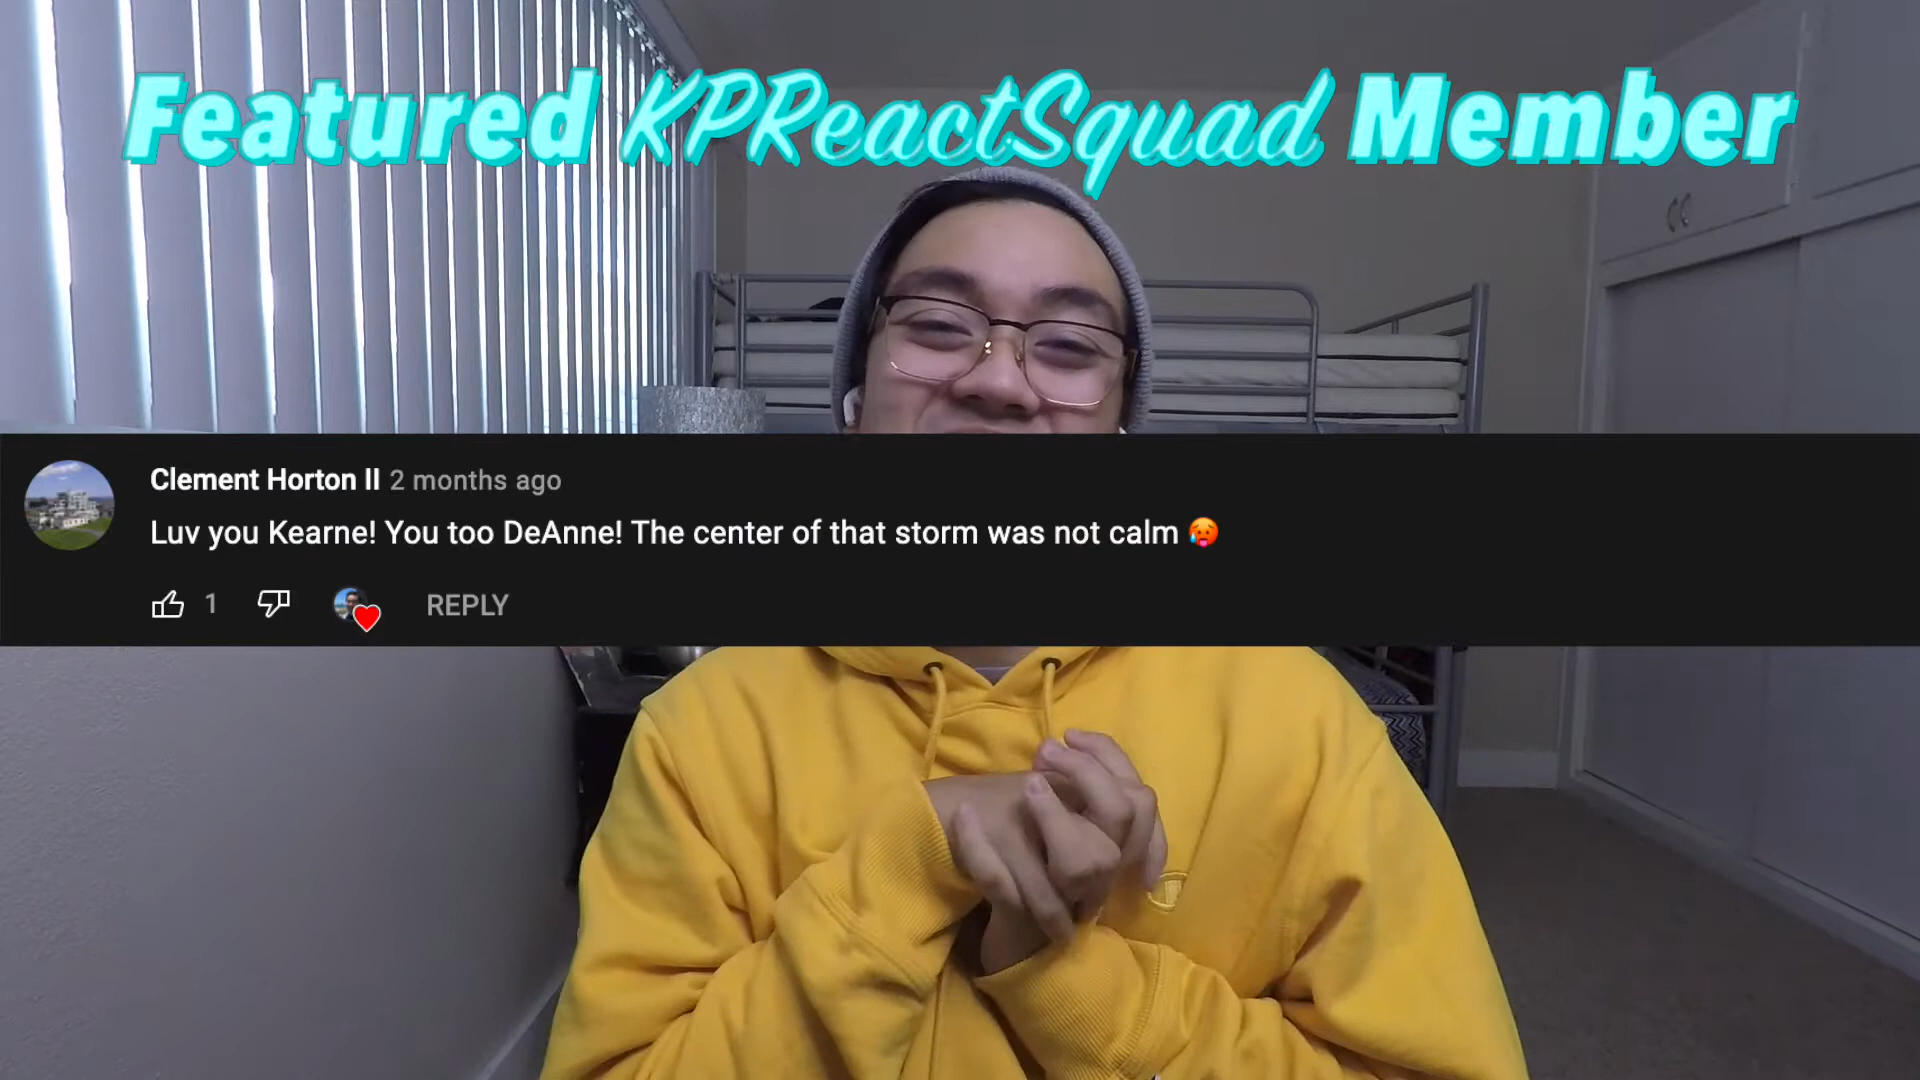 Featured KPReactSquad Member
Clement Horton II 2 months ago
Luv you Kearne! You too DeAnne! The center of that storm was not calm 🥵
1
REPLY